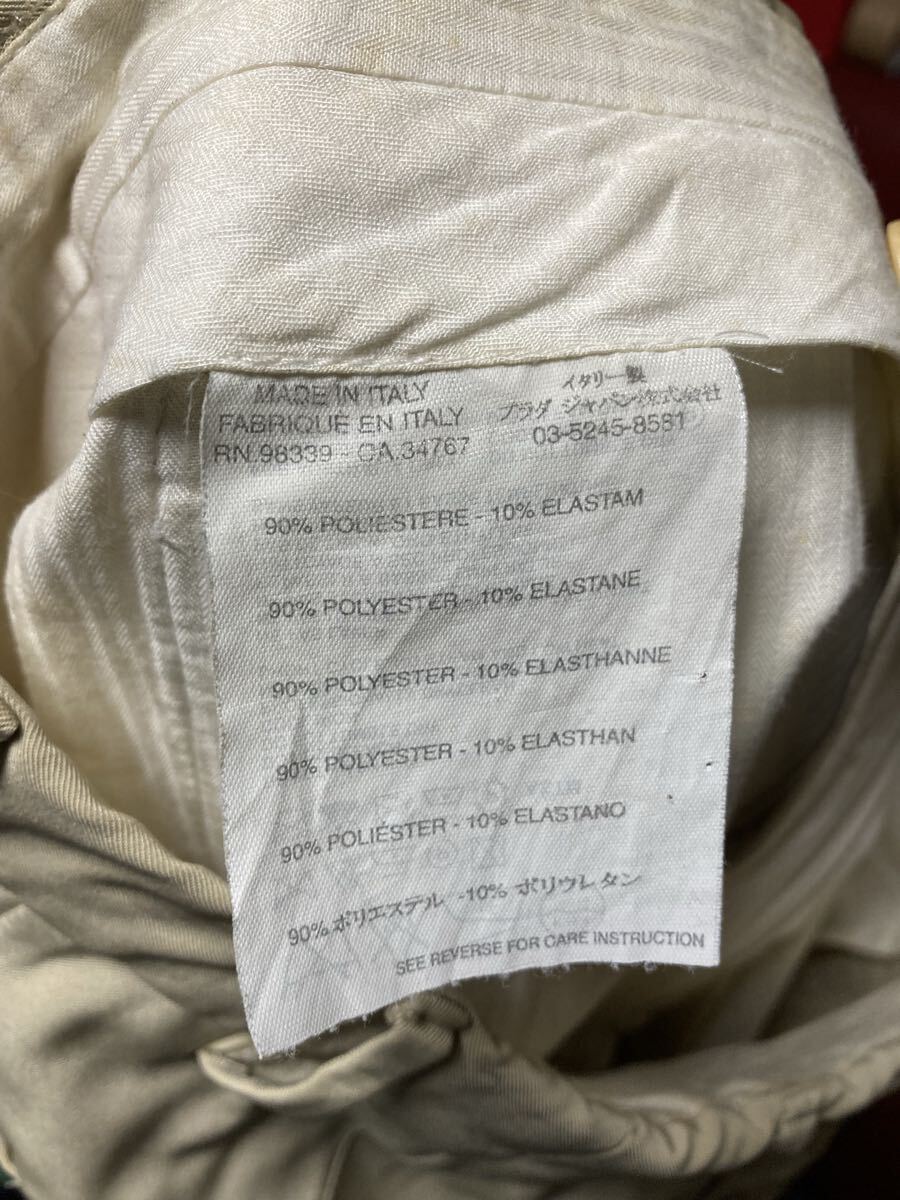 MADE IN ITALY
FABRIQUE EN ITALY
RN.98339 - CA.34767
イタリー製
プラダ ジャパン株式会社
03-5245-8581
90% POLIESTERE - 10% ELASTAM
90% POLYESTER - 10% ELASTANE
90% POLYESTER - 10% ELASTHANNE
90% POLYESTER - 10% ELASTHAN
90% POLIÉSTER - 10% ELASTANO
90% ポリエステル -10% ポリウレタン
SEE REVERSE FOR CARE INSTRUCTION